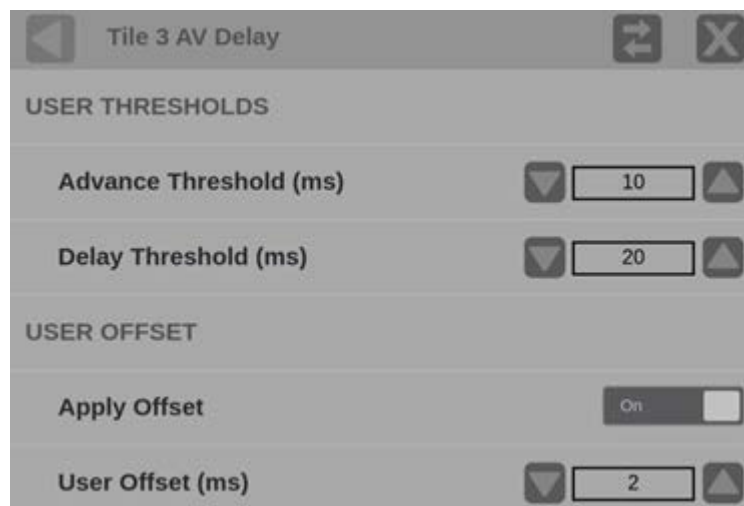 Tile 3 AV Delay
USER THRESHOLDS
Advance Threshold (ms) 10
Delay Threshold (ms) 20
USER OFFSET
Apply Offset On
User Offset (ms) 2